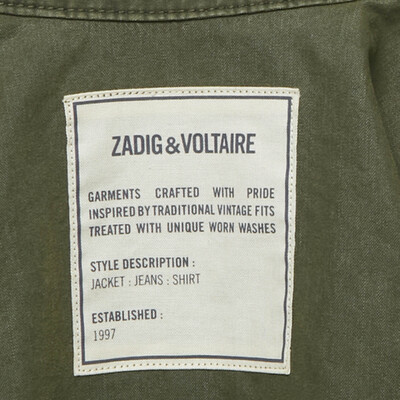 ZADIG&VOLTAIRE
GARMENTS CRAFTED WITH PRIDE
INSPIRED BY TRADITIONAL VINTAGE FITS
TREATED WITH UNIQUE WORN WASHES
STYLE DESCRIPTION :
JACKET : JEANS : SHIRT
ESTABLISHED :
1997